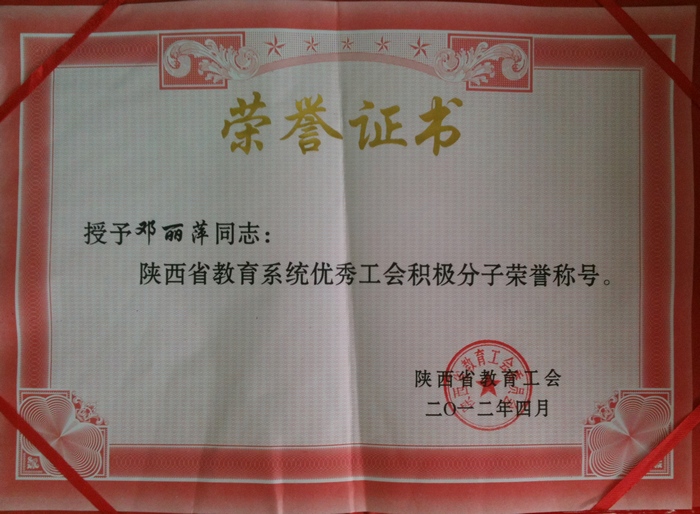 荣誉证书
授予邓丽萍同志：
陕西省教育系统优秀工会积极分子荣誉称号。
陕西省教育工会
二〇一二年四月